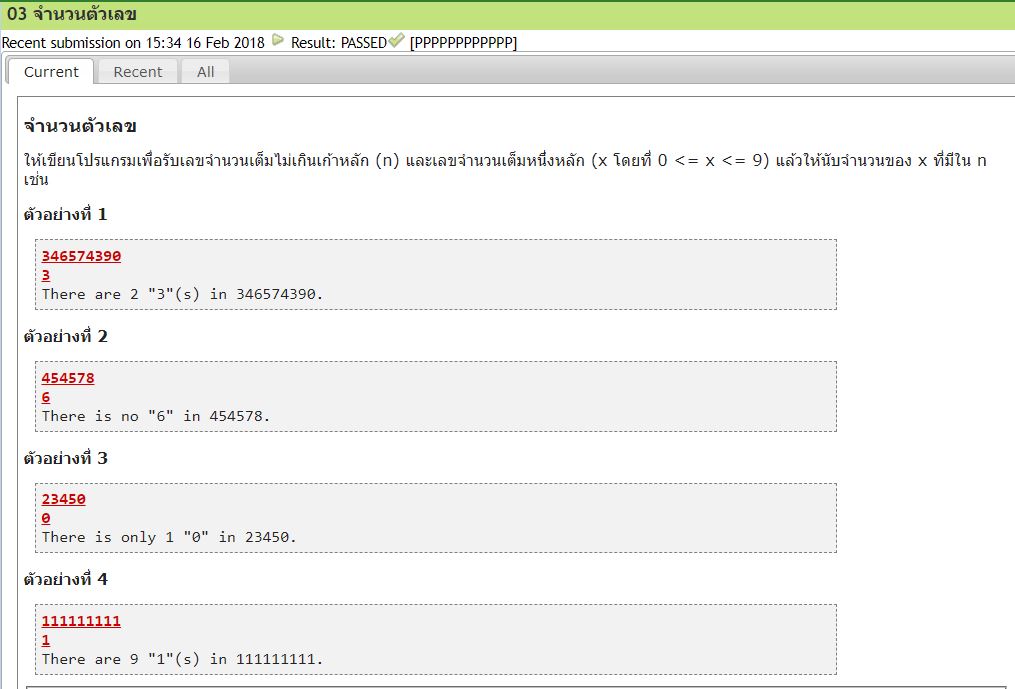 03 จำนวนตัวเลข
Recent submission on 15:34 16 Feb 2018 Result: PASSED [PPPPPPPPPPPP]
Current Recent All
จำนวนตัวเลข
ให้เขียนโปรแกรมเพื่อรับเลขจำนวนเต็มไม่เกินเก้าหลัก (n) และเลขจำนวนเต็มหนึ่งหลัก (x โดยที่ 0 <= x <= 9) แล้วให้นับจำนวนของ x ที่มีใน n
เช่น
ตัวอย่างที่ 1
346574390
3
There are 2 "3"(s) in 346574390.
ตัวอย่างที่ 2
454578
6
There is no "6" in 454578.
ตัวอย่างที่ 3
23450
0
There is only 1 "0" in 23450.
ตัวอย่างที่ 4
111111111
1
There are 9 "1"(s) in 111111111.